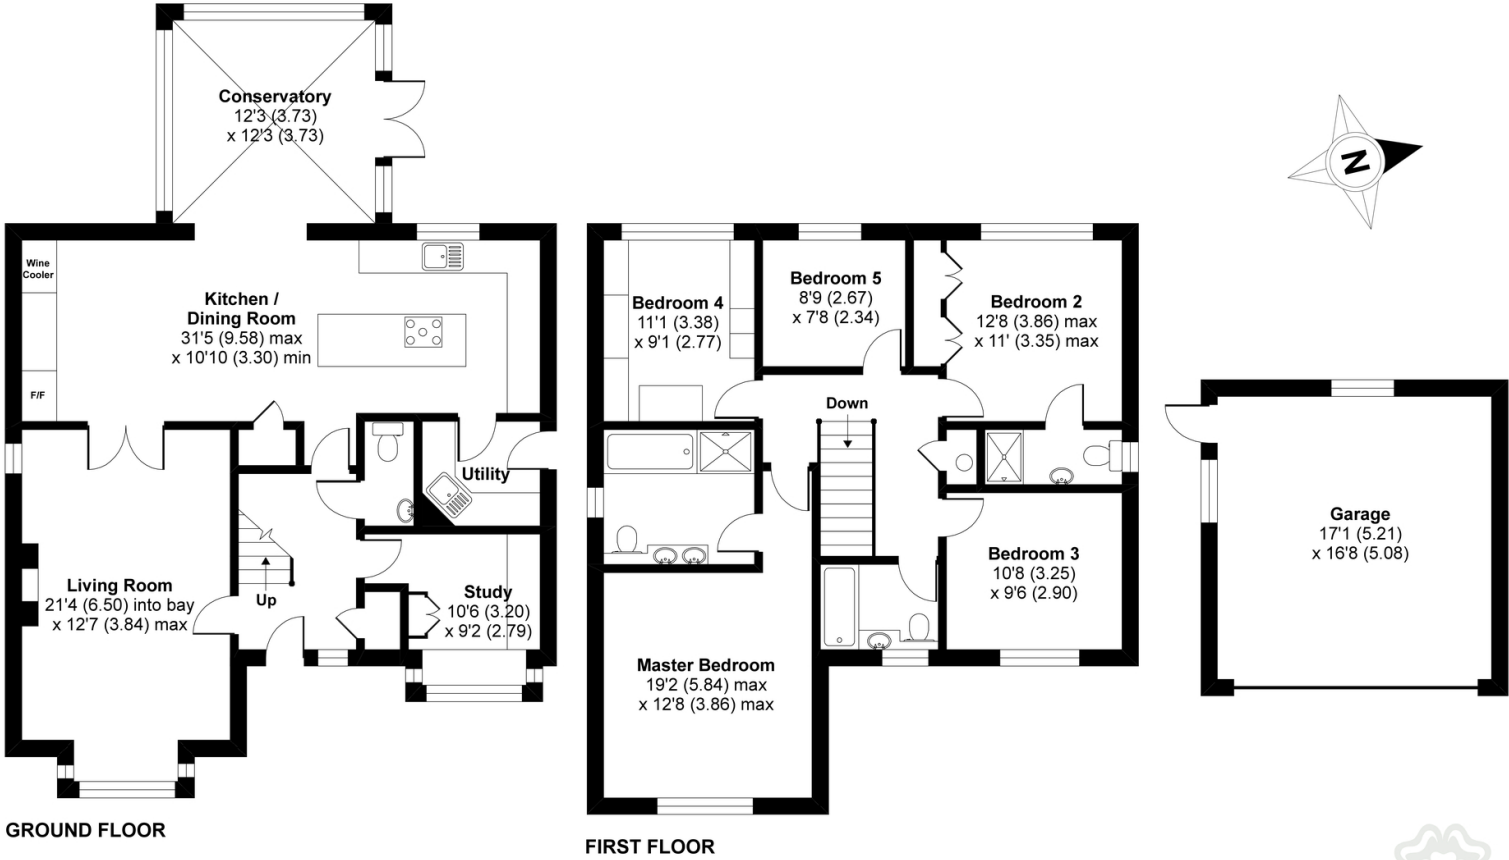 Conservatory
12'3 (3.73)
x 12'3 (3.73)
Wine
Cooler
Kitchen /
Dining Room
31'5 (9.58) max
x 10'10 (3.30) min
F/F
Utility
Living Room
21'4 (6.50) into bay
x 12'7 (3.84) max
Up
Study
10'6 (3.20)
x 9'2 (2.79)
GROUND FLOOR
Bedroom 4
11'1 (3.38)
x 9'1 (2.77)
Bedroom 5
8'9 (2.67)
x 7'8 (2.34)
Bedroom 2
12'8 (3.86) max
x 11' (3.35) max
Down
Bedroom 3
10'8 (3.25)
x 9'6 (2.90)
Master Bedroom
19'2 (5.84) max
x 12'8 (3.86) max
FIRST FLOOR
N
Garage
17'1 (5.21)
x 16'8 (5.08)